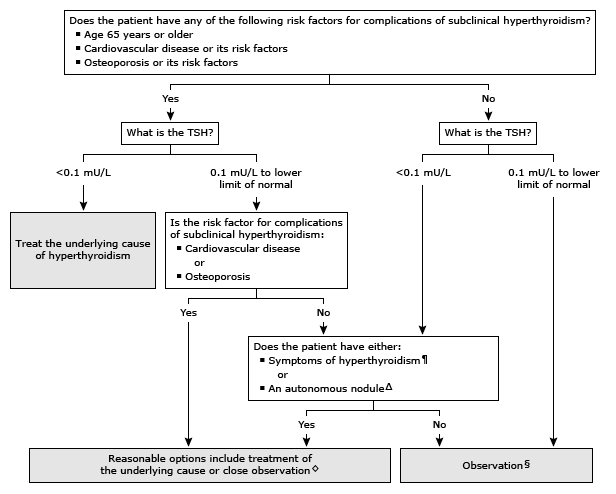 Does the patient have any of the following risk factors for complications of subclinical hyperthyroidism?
▪ Age 65 years or older
▪ Cardiovascular disease or its risk factors
▪ Osteoporosis or its risk factors
Yes
No
What is the TSH?
What is the TSH?
<0.1 mU/L
0.1 mU/L to lower
limit of normal
<0.1 mU/L
0.1 mU/L to lower
limit of normal
Treat the underlying cause
of hyperthyroidism
Is the risk factor for complications
of subclinical hyperthyroidism:
▪ Cardiovascular disease
or
▪ Osteoporosis
Yes
No
Does the patient have either:
▪ Symptoms of hyperthyroidism¶
or
▪ An autonomous noduleΔ
Yes
No
Reasonable options include treatment of
the underlying cause or close observation◇
Observation§